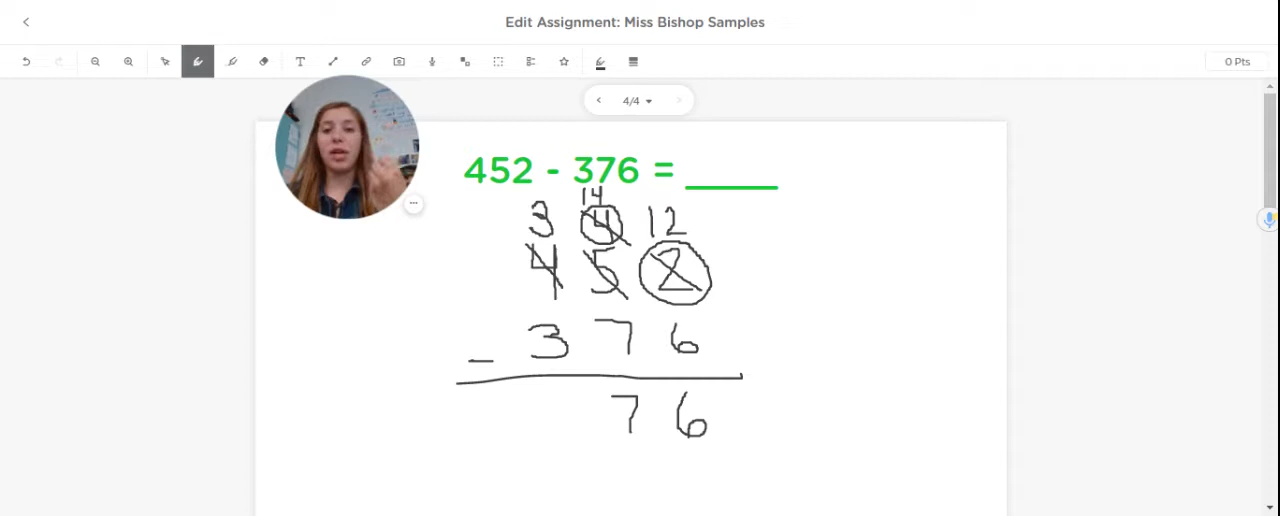 Edit Assignment: Miss Bishop Samples
T 0 Pts
4/4
452 - 376 = ______
14
3 4 12
4 5 2
- 3 7 6
7 6